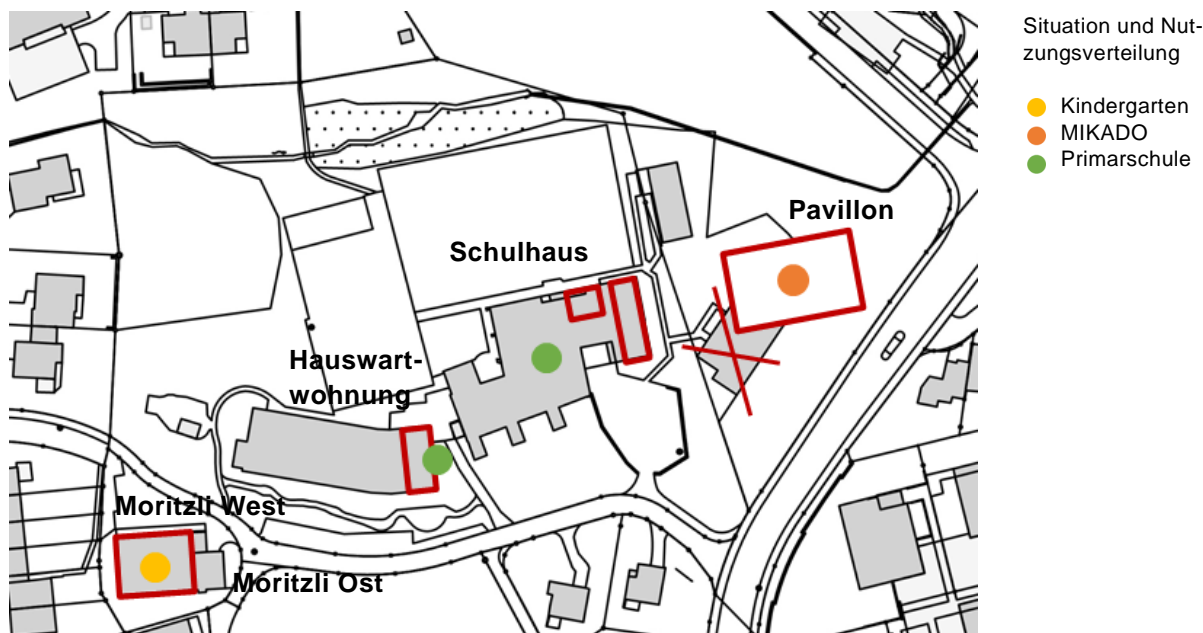 Situation und Nut-
zungsverteilung
Kindergarten
MIKADO
Primarschule
Pavillon
Schulhaus
Hauswart-
wohnung
Moritzli West
Moritzli Ost